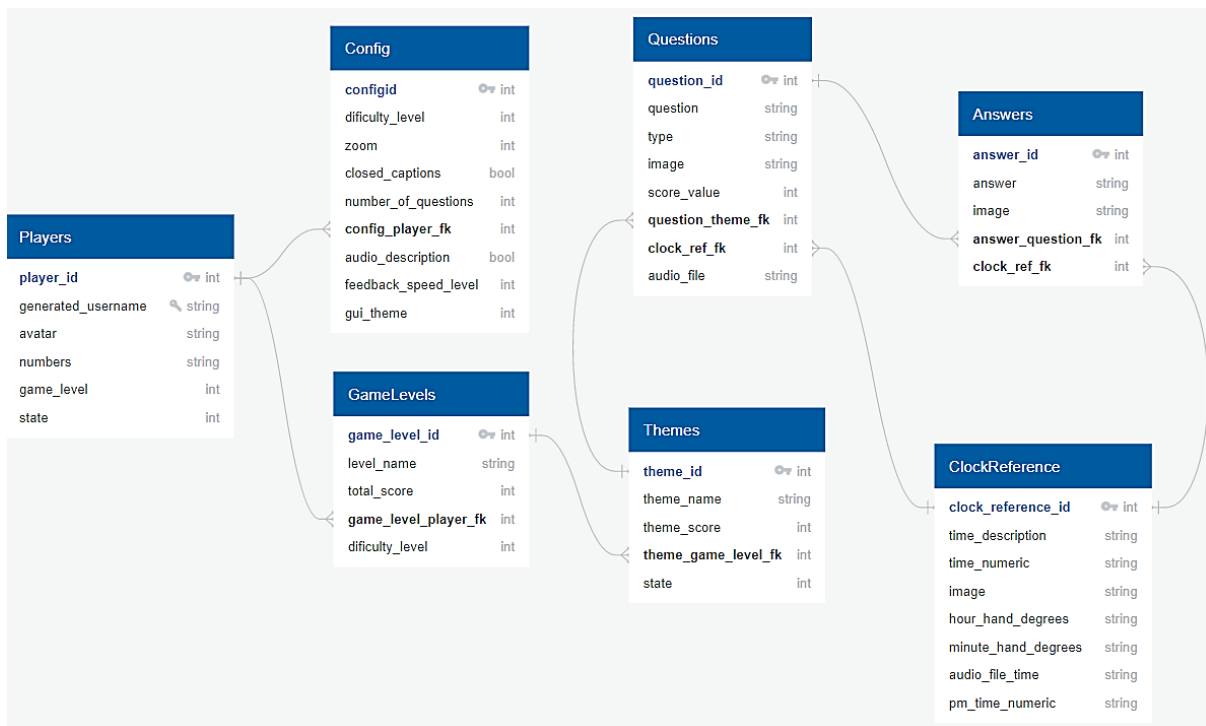 Players
player_id int
generated_username string
avatar string
numbers string
game_level int
state int
Config
configid int
dificulty_level int
zoom int
closed_captions bool
number_of_questions int
config_player_fk int
audio_description bool
feedback_speed_level int
gui_theme int
GameLevels
game_level_id int
level_name string
total_score int
game_level_player_fk int
dificulty_level int
Questions
question_id int
question string
type string
image string
score_value int
question_theme_fk int
clock_ref_fk int
audio_file string
Themes
theme_id int
theme_name string
theme_score int
theme_game_level_fk int
state int
Answers
answer_id int
answer string
image string
answer_question_fk int
clock_ref_fk int
ClockReference
clock_reference_id int
time_description string
time_numeric string
image string
hour_hand_degrees string
minute_hand_degrees string
audio_file_time string
pm_time_numeric string